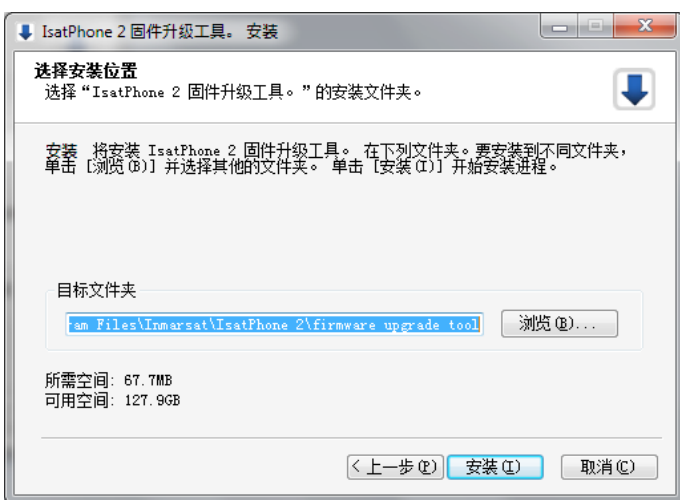 IsatPhone 2 固件升级工具。 安装
选择安装位置
选择“IsatPhone 2 固件升级工具。”的安装文件夹。
安装 将安装 IsatPhone 2 固件升级工具。 在下列文件夹。要安装到不同文件夹,
单击 [浏览(B)] 并选择其他的文件夹。 单击 [安装(I)] 开始安装进程。
目标文件夹
ram Files\Inmarsat\IsatPhone 2\firmware upgrade tool
浏览(B)...
所需空间: 67.7MB
可用空间: 127.9GB
< 上一步(P) 安装(I) 取消(C)